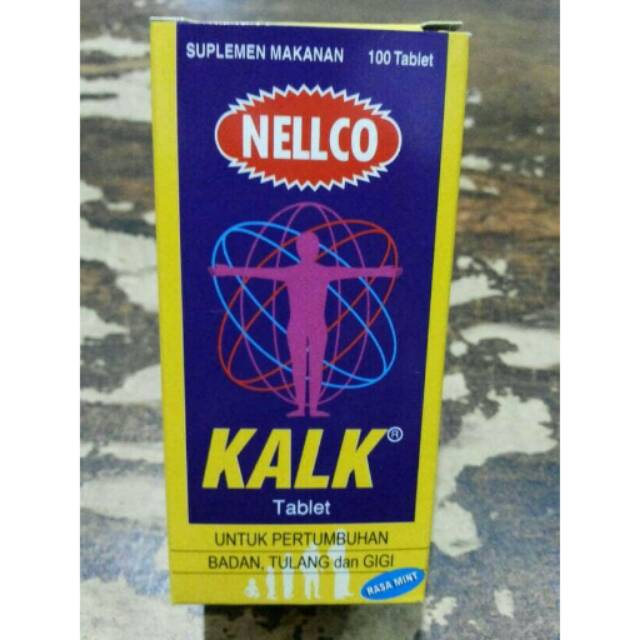 SUPLEMEN MAKANAN 100 Tablet
NELLCO
KALK®
Tablet
UNTUK PERTUMBUHAN
BADAN, TULANG dan GIGI
RASA MINT